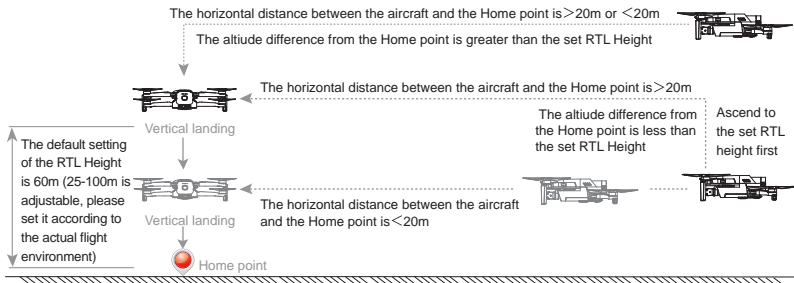 The horizontal distance between the aircraft and the Home point is＞20m or ＜20m
The altiude difference from the Home point is greater than the set RTL Height
The horizontal distance between the aircraft and the Home point is＞20m
The altiude difference from
the Home point is less than
the set RTL Height
Ascend to
the set RTL
height first
Vertical landing
The default setting
of the RTL Height
is 60m (25-100m is
adjustable, please
set it according to
the actual flight
environment)
The horizontal distance between the aircraft
and the Home point is＜20m
Vertical landing
Home point